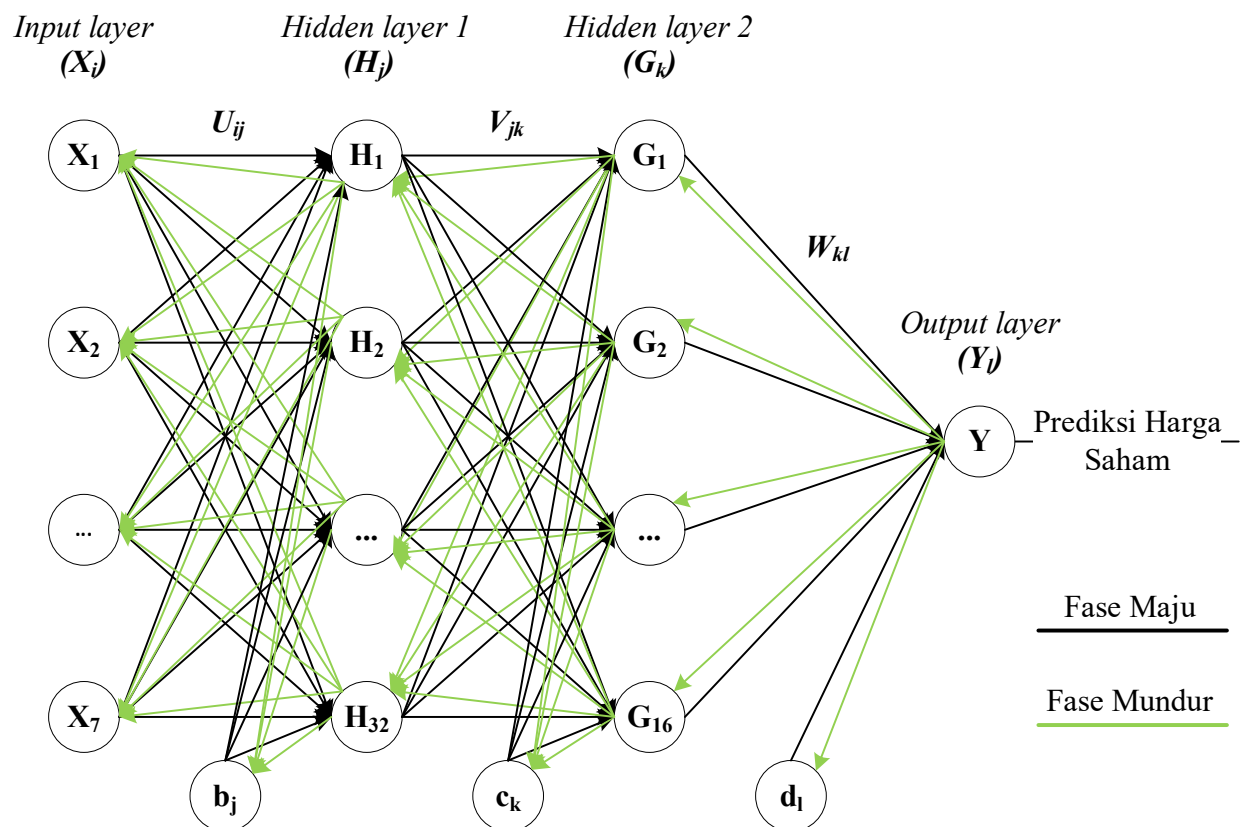 Input layer
(Xᵢ)
Hidden layer 1
(Hⱼ)
Hidden layer 2
(Gₖ)
Uᵢⱼ
Vⱼₖ
X₁
H₁
G₁
Wₖₗ
X₂
H₂
G₂
Output layer
(Yₗ)
Y
Prediksi Harga
Saham
...
...
...
Fase Maju
X₇
H₃₂
G₁₆
Fase Mundur
bⱼ
cₖ
dₗ